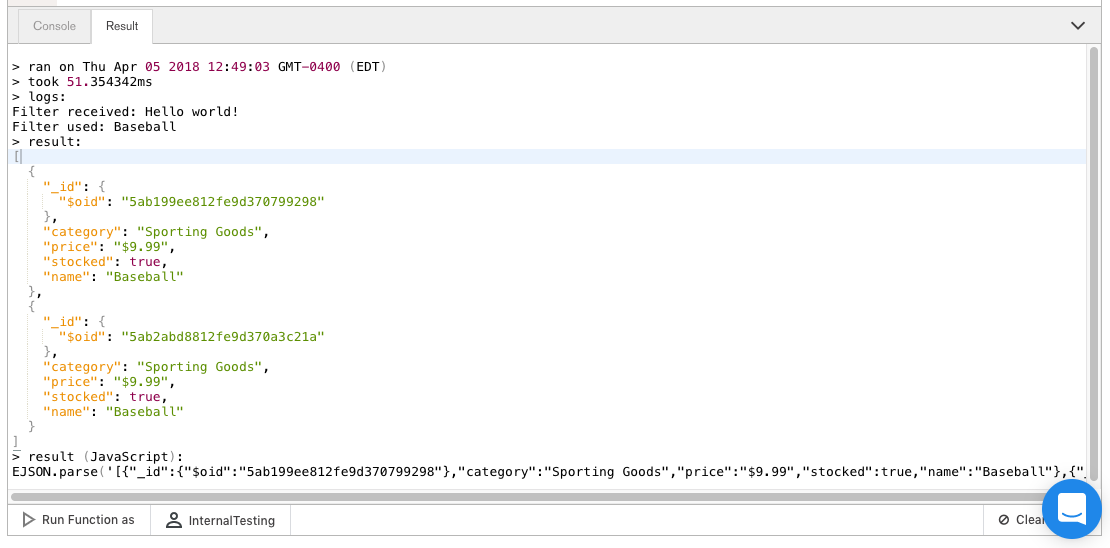 Console Result
> ran on Thu Apr 05 2018 12:49:03 GMT-0400 (EDT)
> took 51.354342ms
> logs:
Filter received: Hello world!
Filter used: Baseball
> result:
[
  {
    "_id": {
      "$oid": "5ab199ee812fe9d370799298"
    },
    "category": "Sporting Goods",
    "price": "$9.99",
    "stocked": true,
    "name": "Baseball"
  },
  {
    "_id": {
      "$oid": "5ab2abd8812fe9d370a3c21a"
    },
    "category": "Sporting Goods",
    "price": "$9.99",
    "stocked": true,
    "name": "Baseball"
  }
]
> result (JavaScript):
EJSON.parse('[{"_id":{"$oid":"5ab199ee812fe9d370799298"},"category":"Sporting Goods","price":"$9.99","stocked":true,"name":"Baseball"},{"_
Run Function as InternalTesting